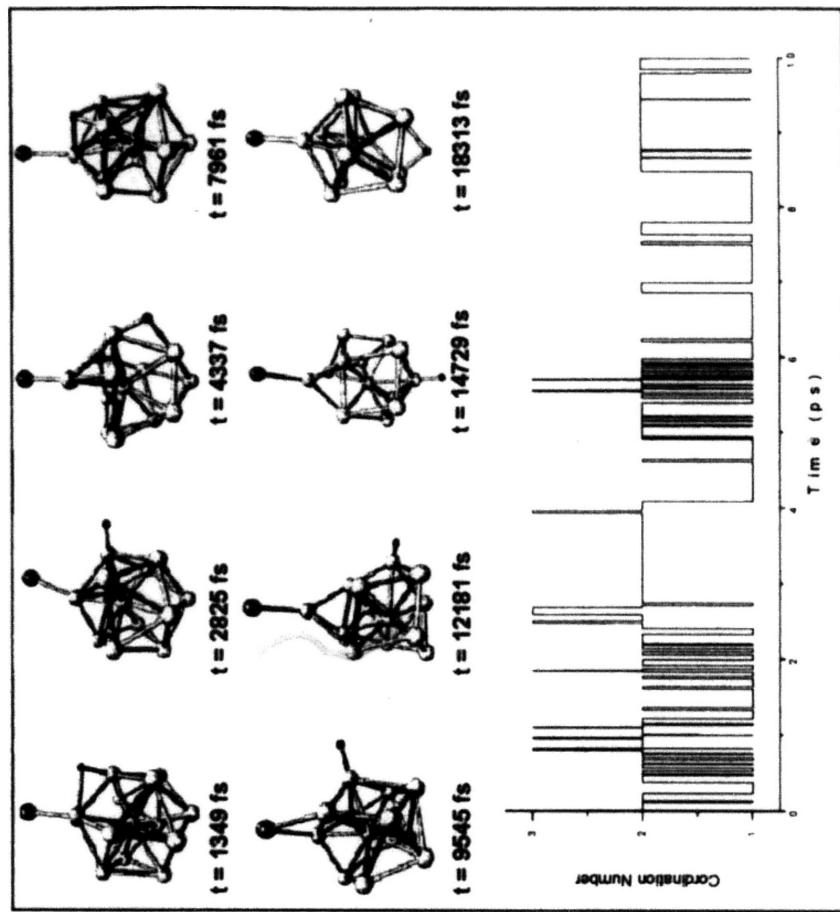 t = 1349 fs
t = 2825 fs
t = 4337 fs
t = 7961 fs
t = 9545 fs
t = 12181 fs
t = 14729 fs
t = 18313 fs
Cordination Number
3
2
1
0
2
4
6
8
10
Time (ps)